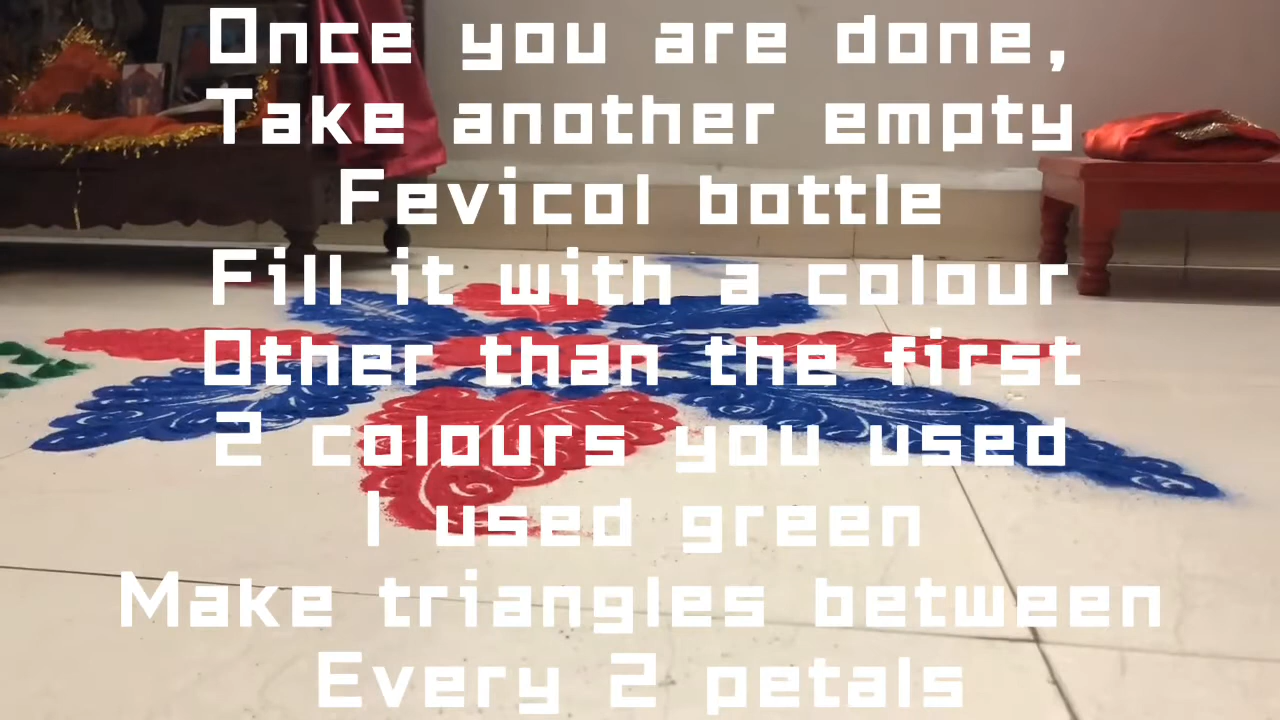 Once you are done,
Take another empty
Fevicol bottle
Fill it with a colour
Other than the first
2 colours you used
I used green
Make triangles between
Every 2 petals